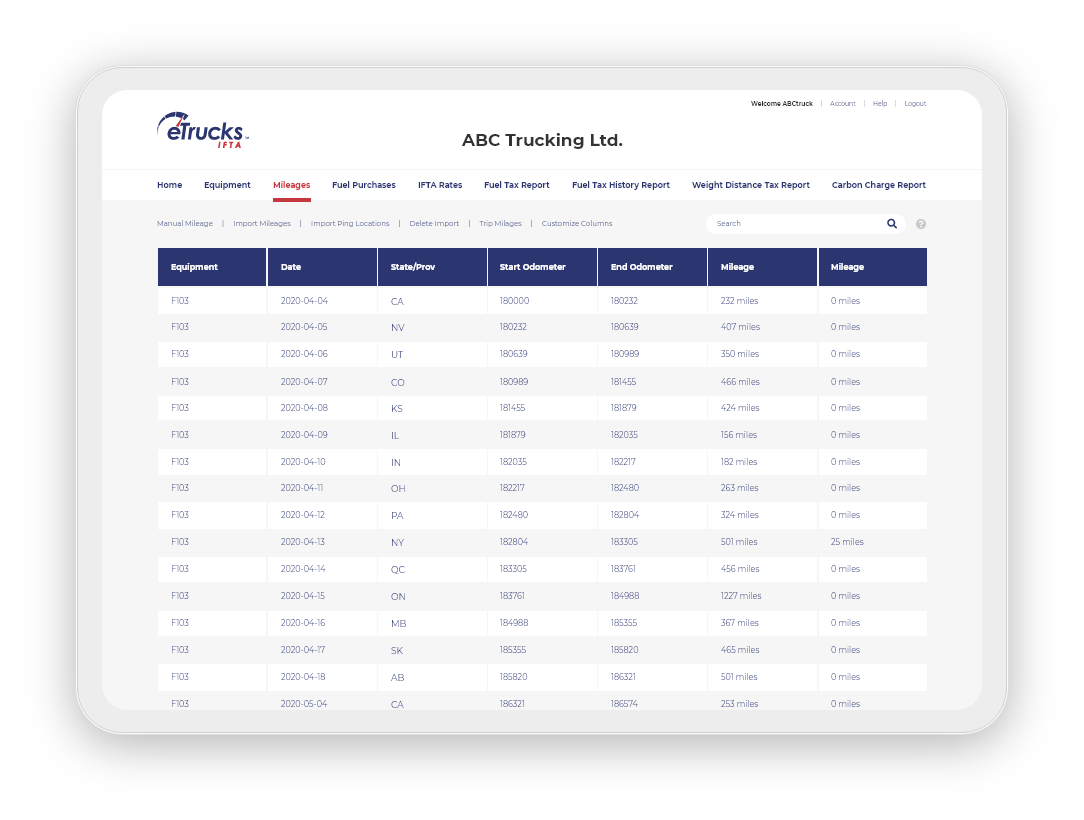 Welcome ABCtruck | Account | Help | Logout
eTrucks™
IFTA
ABC Trucking Ltd.
Home Equipment Mileages Fuel Purchases IFTA Rates Fuel Tax Report Fuel Tax History Report Weight Distance Tax Report Carbon Charge Report
Manual Mileage | Import Mileages | Import Ping Locations | Delete Import | Trip Milages | Customize Columns Search ?
Equipment Date State/Prov Start Odometer End Odometer Mileage Mileage
F103 2020-04-04 CA 180000 180232 232 miles 0 miles
F103 2020-04-05 NV 180232 180639 407 miles 0 miles
F103 2020-04-06 UT 180639 180989 350 miles 0 miles
F103 2020-04-07 CO 180989 181455 466 miles 0 miles
F103 2020-04-08 KS 181455 181879 424 miles 0 miles
F103 2020-04-09 IL 181879 182035 156 miles 0 miles
F103 2020-04-10 IN 182035 182217 182 miles 0 miles
F103 2020-04-11 OH 182217 182480 263 miles 0 miles
F103 2020-04-12 PA 182480 182804 324 miles 0 miles
F103 2020-04-13 NY 182804 183305 501 miles 25 miles
F103 2020-04-14 QC 183305 183761 456 miles 0 miles
F103 2020-04-15 ON 183761 184988 1227 miles 0 miles
F103 2020-04-16 MB 184988 185355 367 miles 0 miles
F103 2020-04-17 SK 185355 185820 465 miles 0 miles
F103 2020-04-18 AB 185820 186321 501 miles 0 miles
F103 2020-05-04 CA 186321 186574 253 miles 0 miles